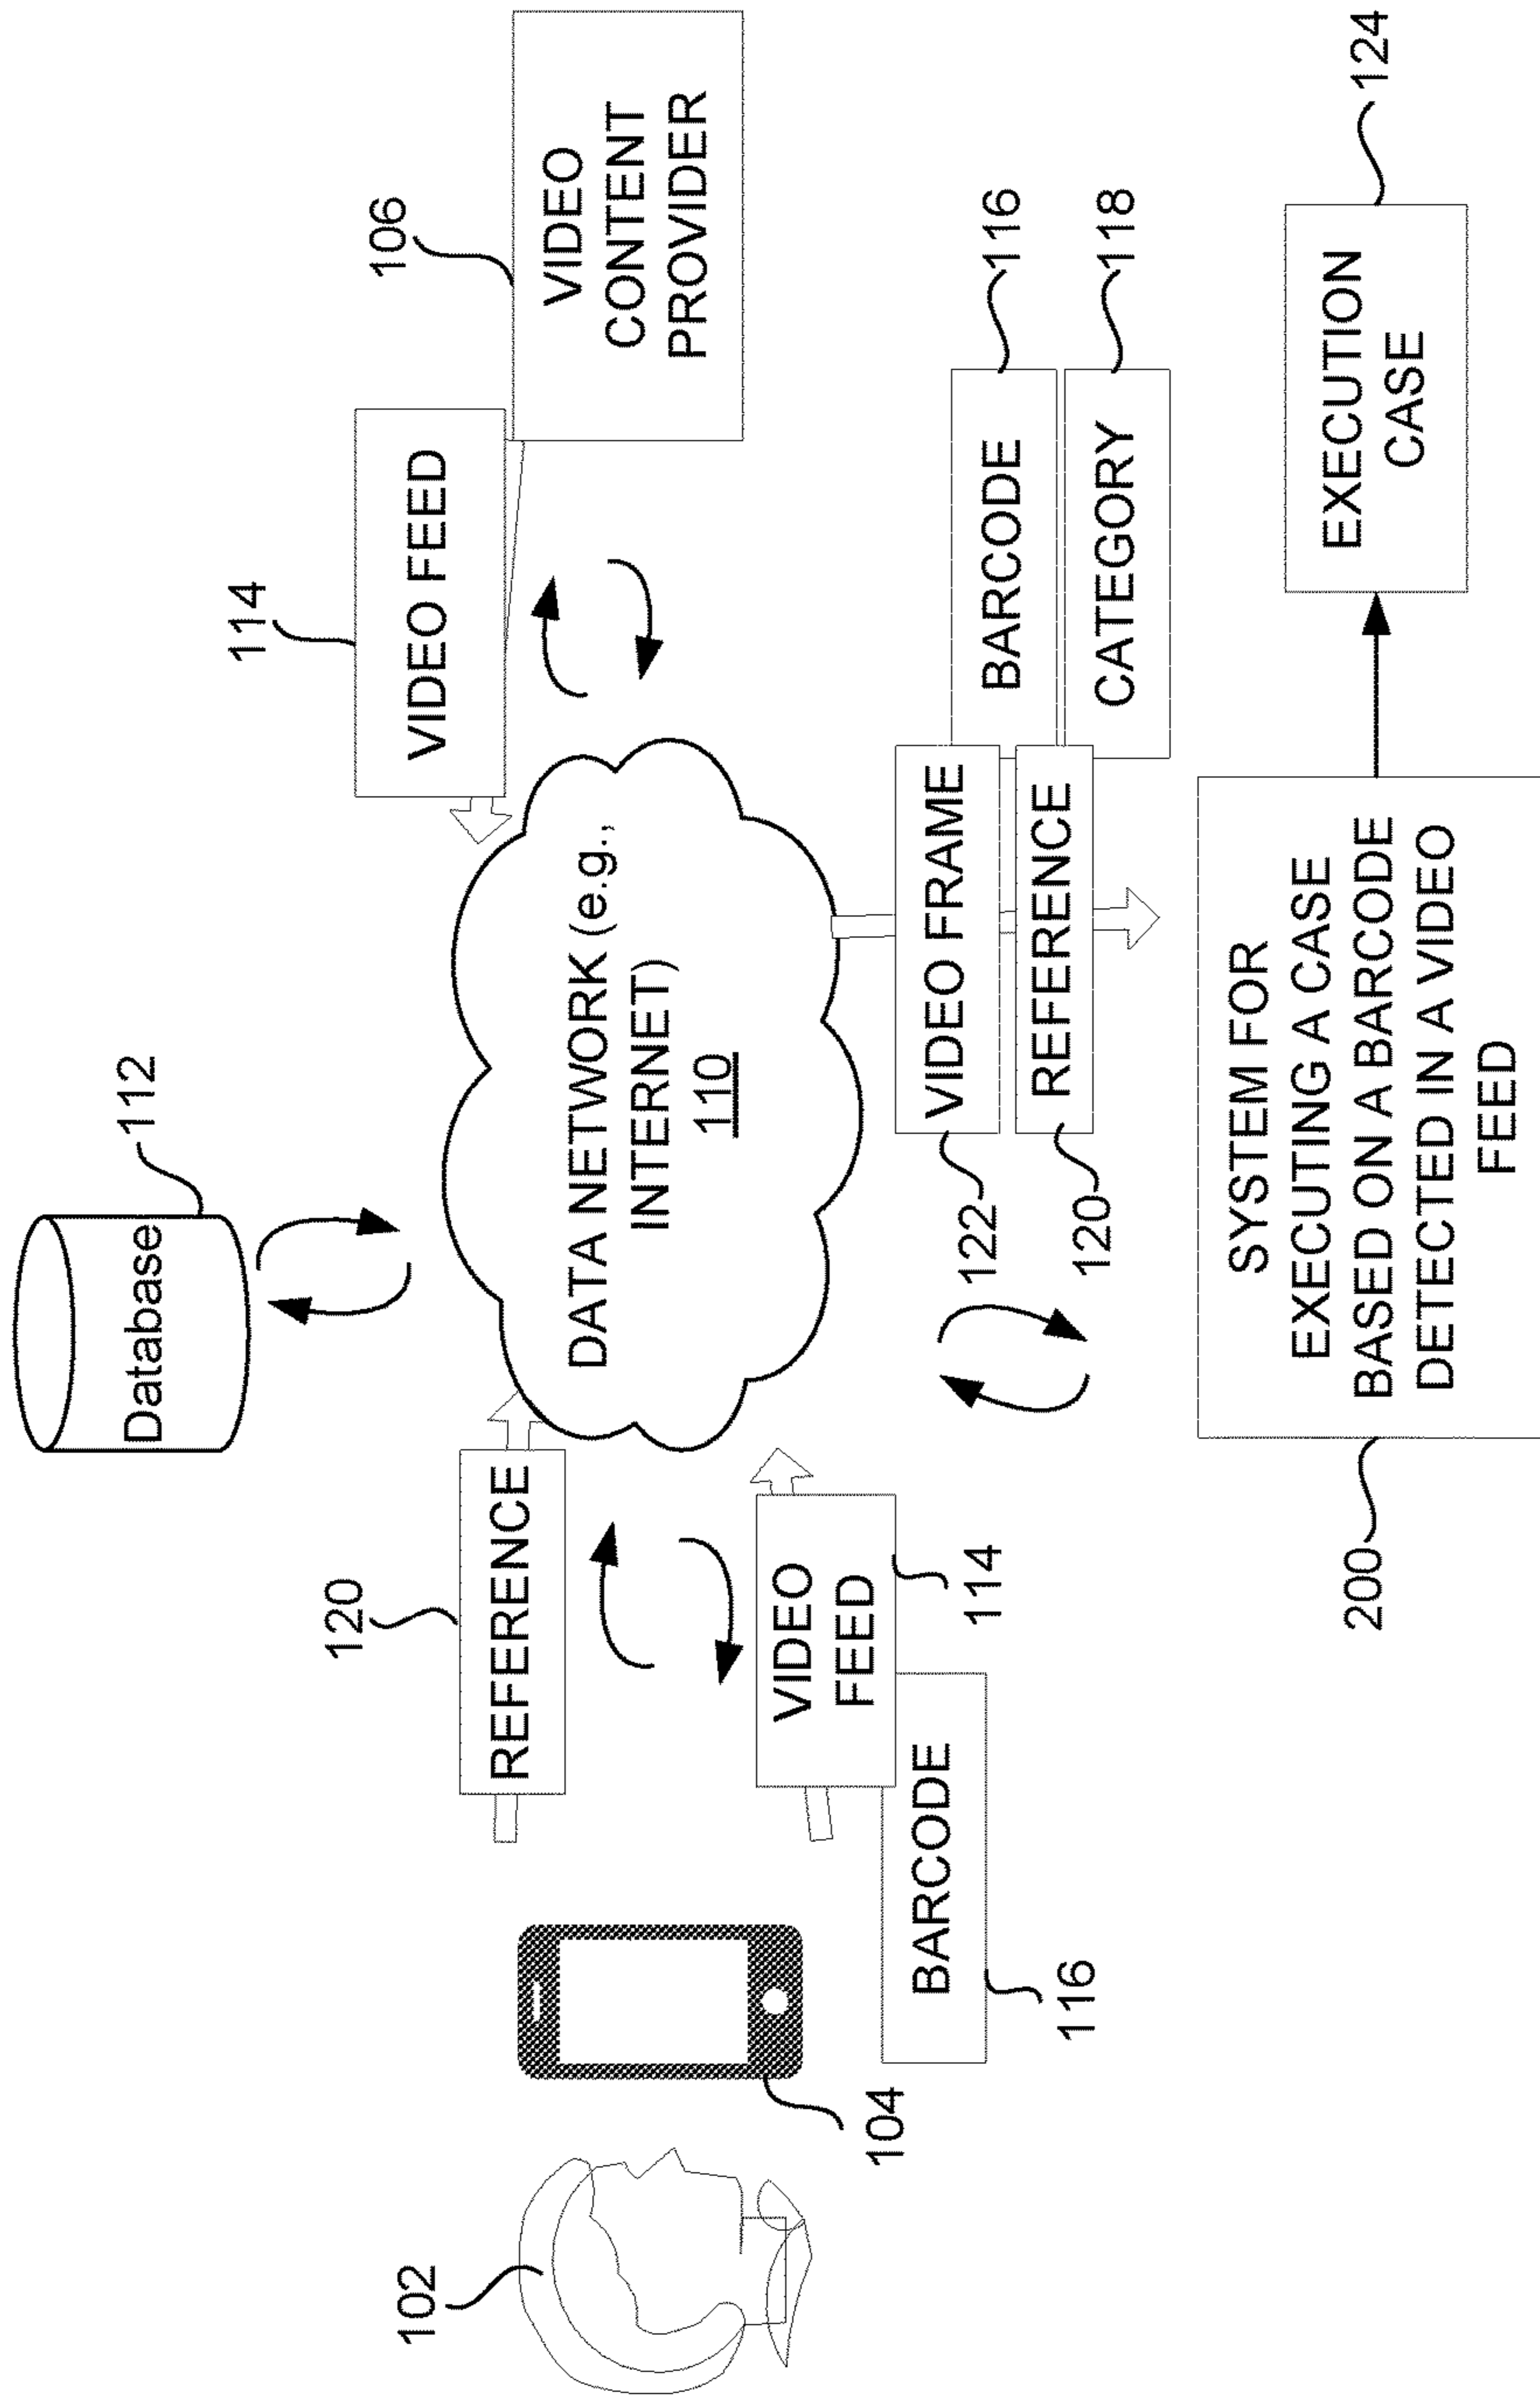 112
Database
120
REFERENCE
114
VIDEO FEED
106
VIDEO
CONTENT
PROVIDER
102
104
VIDEO
FEED
114
BARCODE
116
DATA NETWORK (e.g.,
INTERNET)
110
122
VIDEO FRAME
BARCODE
116
120
REFERENCE
CATEGORY
118
200
SYSTEM FOR
EXECUTING A CASE
BASED ON A BARCODE
DETECTED IN A VIDEO
FEED
EXECUTION
CASE
124